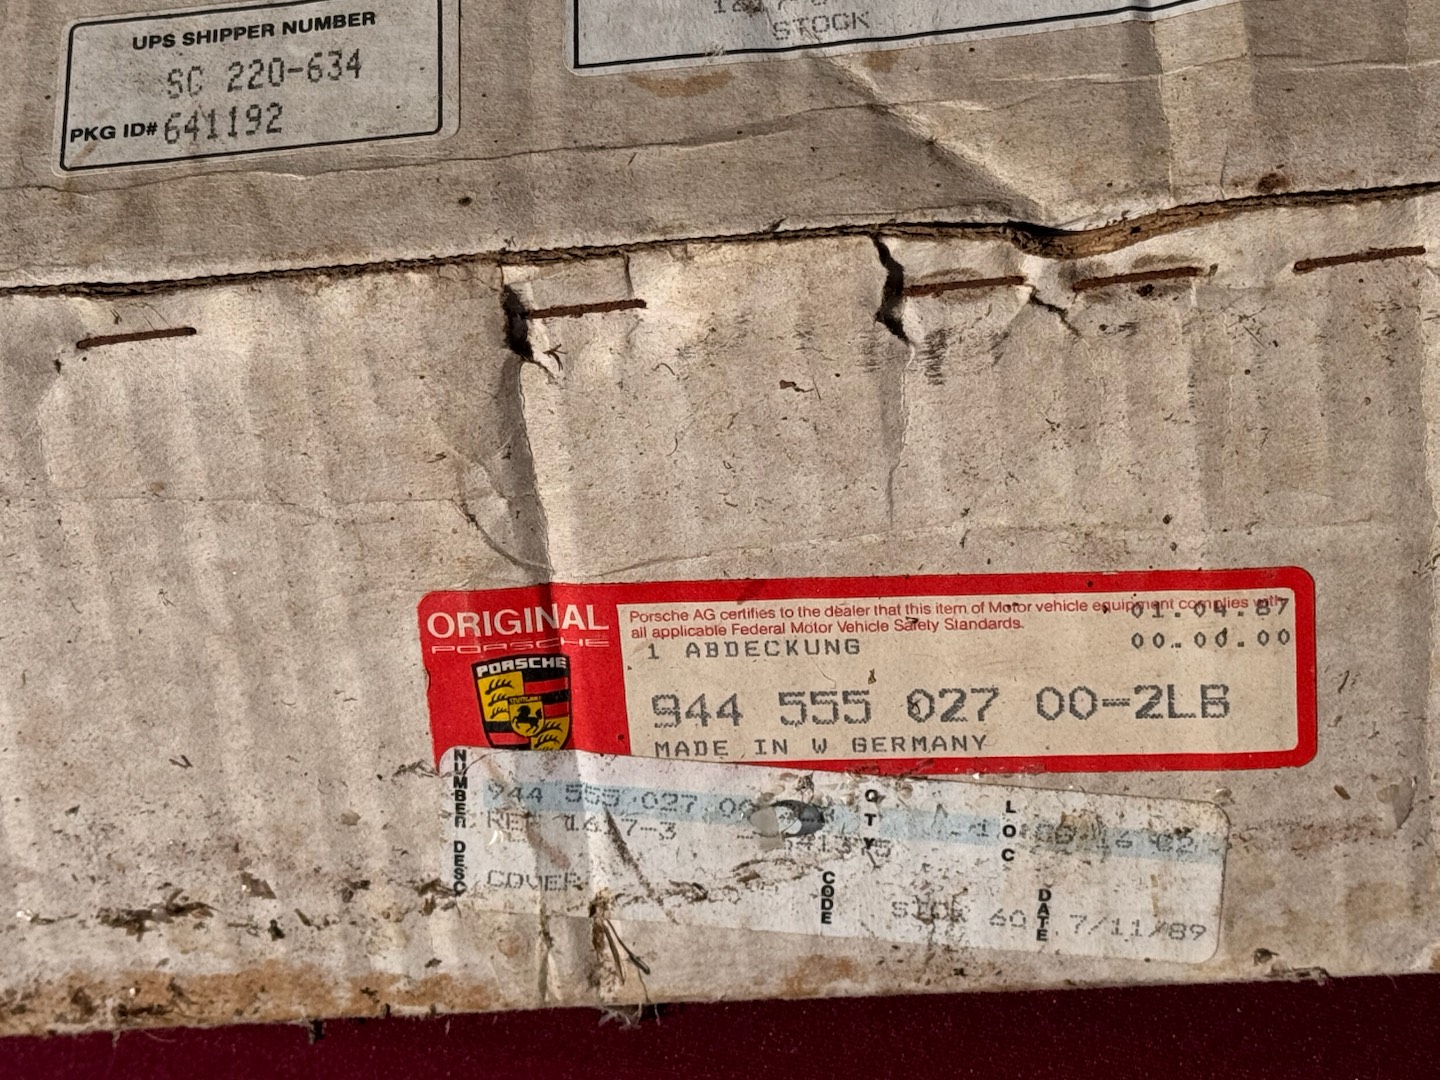 UPS SHIPPER NUMBER
SC 220-634
PKG ID# 641192
STOCK
ORIGINAL
PORSCHE
PORSCHE
Porsche AG certifies to the dealer that this item of Motor vehicle equipment complies with
all applicable Federal Motor Vehicle Safety Standards.
01.04.87
00.00.00
1 ABDECKUNG
944 555 027 00-2LB
MADE IN W GERMANY
NUMBER
944 555 027
QTY
LOC
DESC
COVER
CODE
DATE
7/11/89